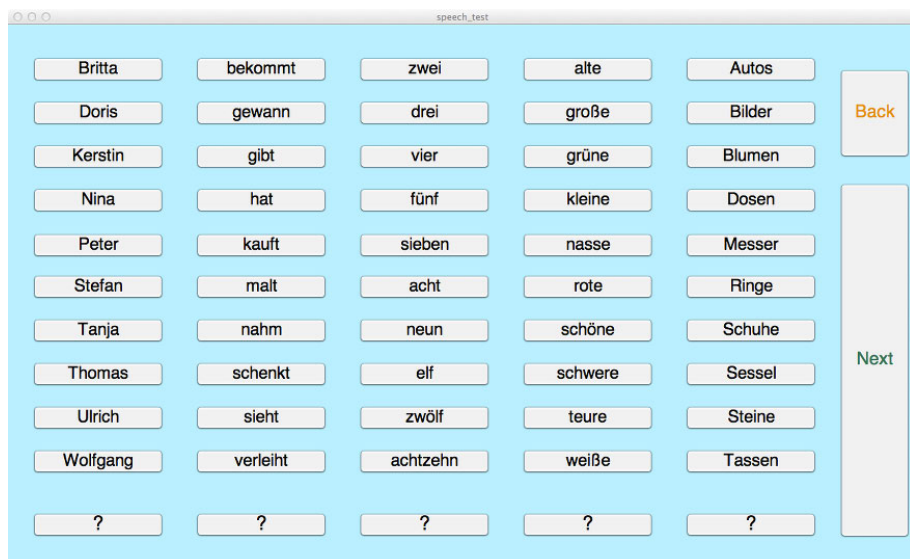 speech_test
Britta bekommt zwei alte Autos
Doris gewann drei große Bilder
Back
Kerstin gibt vier grüne Blumen
Nina hat fünf kleine Dosen
Peter kauft sieben nasse Messer
Stefan malt acht rote Ringe
Tanja nahm neun schöne Schuhe
Next
Thomas schenkt elf schwere Sessel
Ulrich sieht zwölf teure Steine
Wolfgang verleiht achtzehn weiße Tassen
? ? ? ? ?